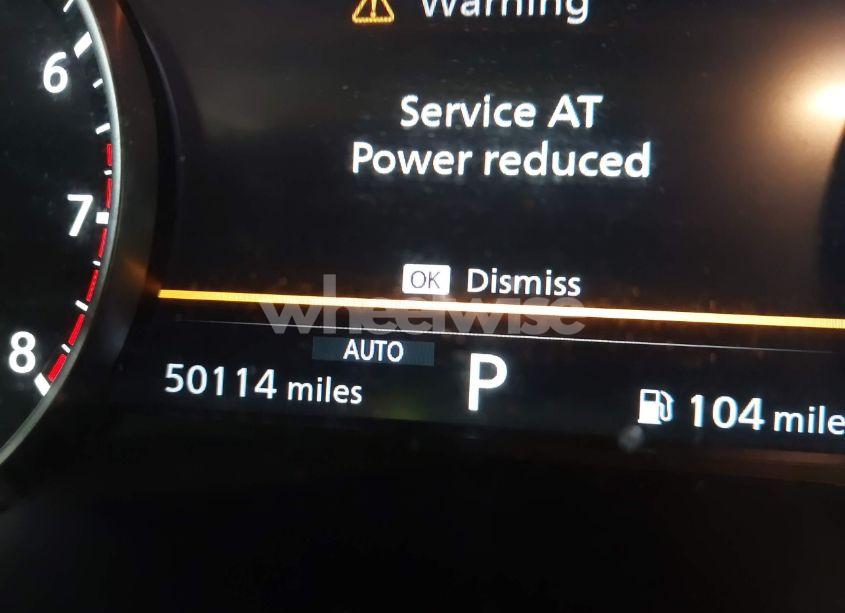 Warning
6
Service AT
Power reduced
7
OK Dismiss
wheelwise
8
AUTO
50114 miles
P
104 mile